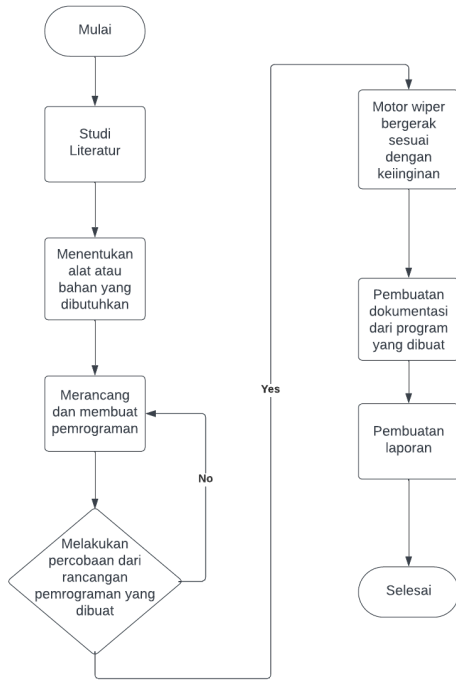 Mulai
Studi
Literatur
Menentukan
alat atau
bahan yang
dibutuhkan
Merancang
dan membuat
pemrograman
No
Melakukan
percobaan dari
rancangan
pemrograman yang
dibuat
Yes
Motor wiper
bergerak
sesuai
dengan
keiinginan
Pembuatan
dokumentasi
dari program
yang dibuat
Pembuatan
laporan
Selesai